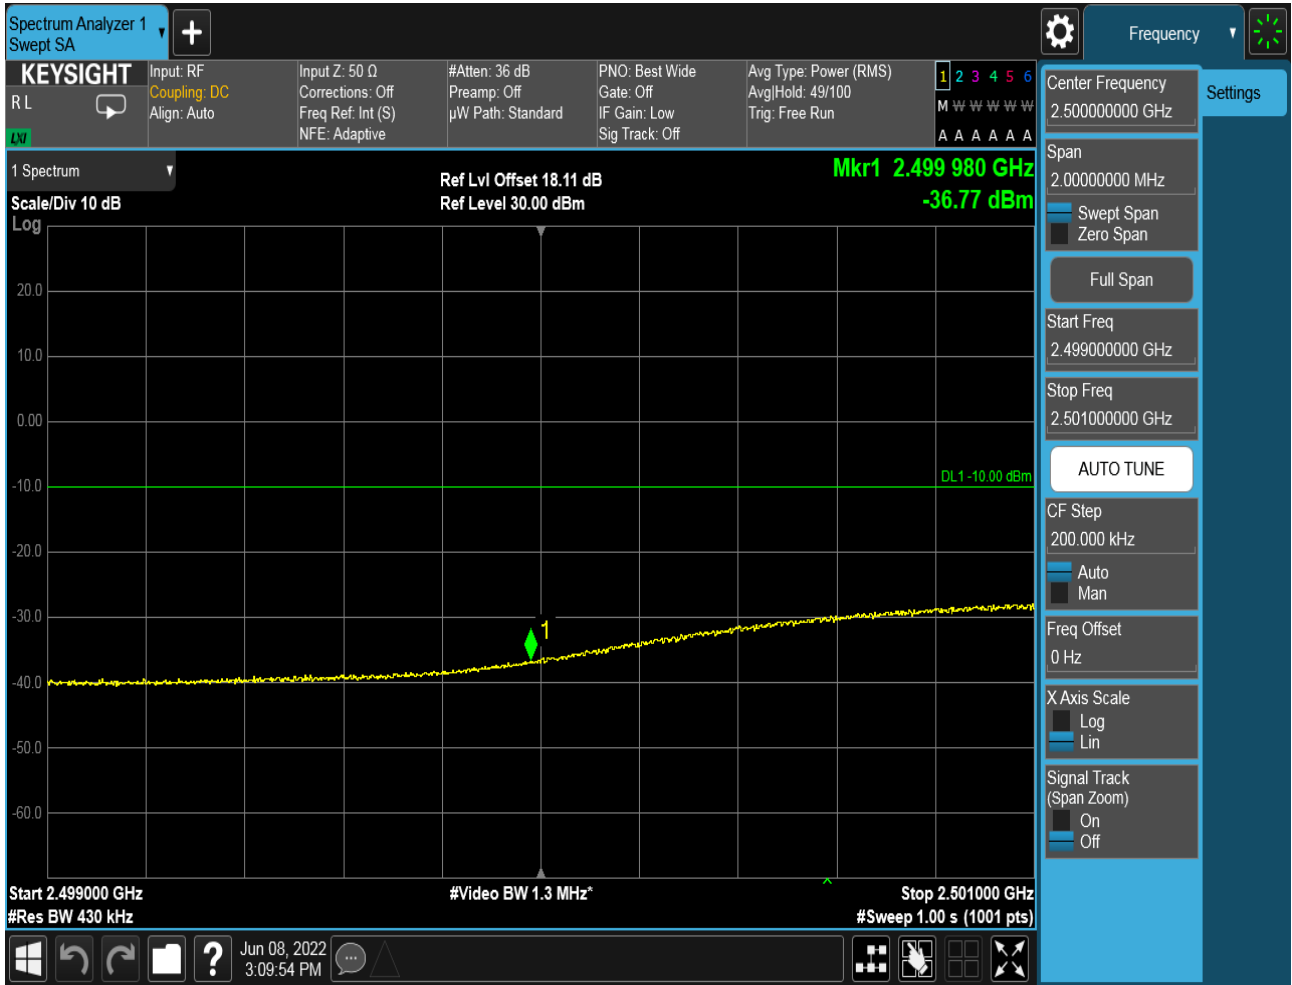 Spectrum Analyzer 1
Swept SA
Frequency
KEYSIGHT
R L
LXI
Input: RF
Coupling: DC
Align: Auto
Input Z: 50 Ω
Corrections: Off
Freq Ref: Int (S)
NFE: Adaptive
#Atten: 36 dB
Preamp: Off
µW Path: Standard
PNO: Best Wide
Gate: Off
IF Gain: Low
Sig Track: Off
Avg Type: Power (RMS)
Avg|Hold: 49/100
Trig: Free Run
1 2 3 4 5 6
M W W W W W
A A A A A A
1 Spectrum
Scale/Div 10 dB
Log
Ref Lvl Offset 18.11 dB
Ref Level 30.00 dBm
Mkr1 2.499 980 GHz
-36.77 dBm
20.0
10.0
0.00
-10.0
DL1 -10.00 dBm
-20.0
-30.0
1
-40.0
-50.0
-60.0
Start 2.499000 GHz
#Video BW 1.3 MHz*
Stop 2.501000 GHz
#Res BW 430 kHz
#Sweep 1.00 s (1001 pts)
Jun 08, 2022
3:09:54 PM
Center Frequency
2.500000000 GHz
Settings
Span
2.00000000 MHz
Swept Span
Zero Span
Full Span
Start Freq
2.499000000 GHz
Stop Freq
2.501000000 GHz
AUTO TUNE
CF Step
200.000 kHz
Auto
Man
Freq Offset
0 Hz
X Axis Scale
Log
Lin
Signal Track
(Span Zoom)
On
Off